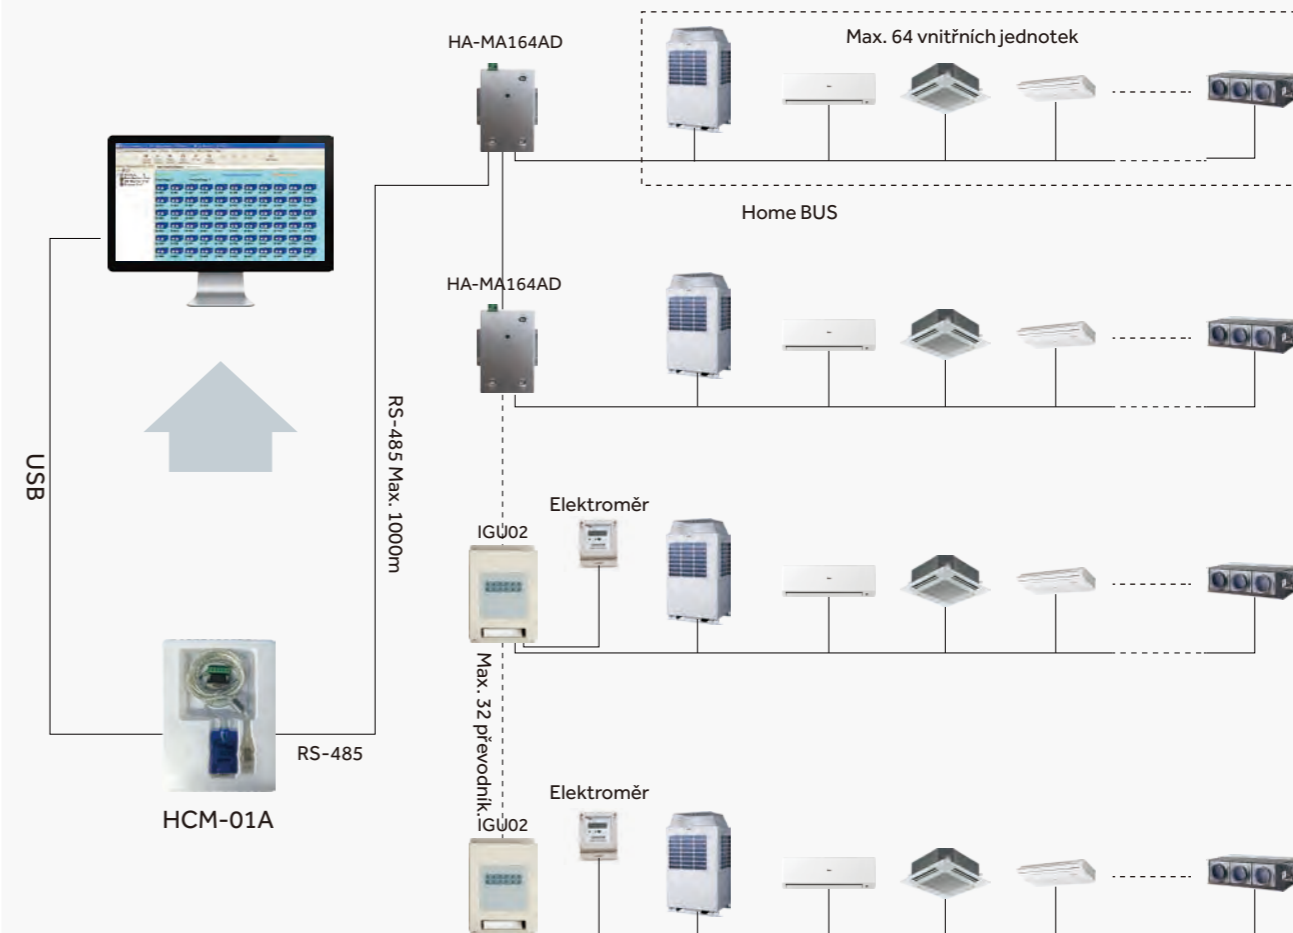 HA-MA164AD
Max. 64 vnitřních jednotek
Home BUS
HA-MA164AD
USB
RS-485 Max. 1000m
Elektroměr
IGU02
Max. 32 převodník.
RS-485
HCM-01A
Elektroměr
IGU02